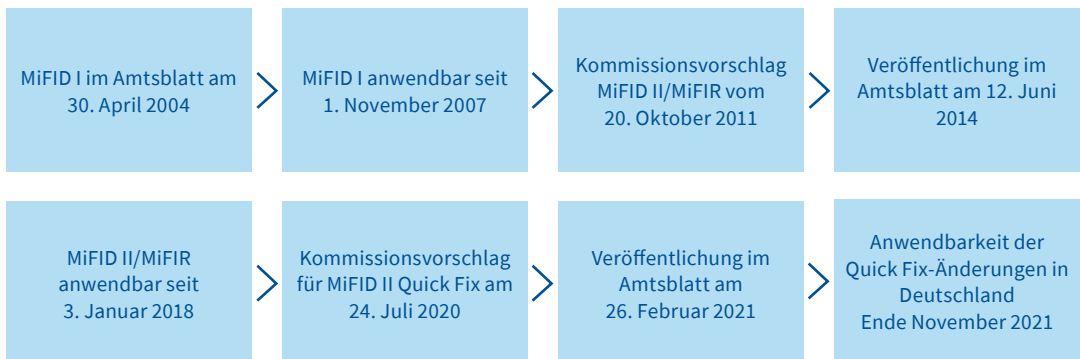 MiFID I im Amtsblatt am
30. April 2004
MiFID I anwendbar seit
1. November 2007
Kommissionsvorschlag
MiFID II/MiFIR vom
20. Oktober 2011
Veröffentlichung im
Amtsblatt am 12. Juni
2014
MiFID II/MiFIR
anwendbar seit
3. Januar 2018
Kommissionsvorschlag
für MiFID II Quick Fix am
24. Juli 2020
Veröffentlichung im
Amtsblatt am
26. Februar 2021
Anwendbarkeit der
Quick Fix-Änderungen in
Deutschland
Ende November 2021